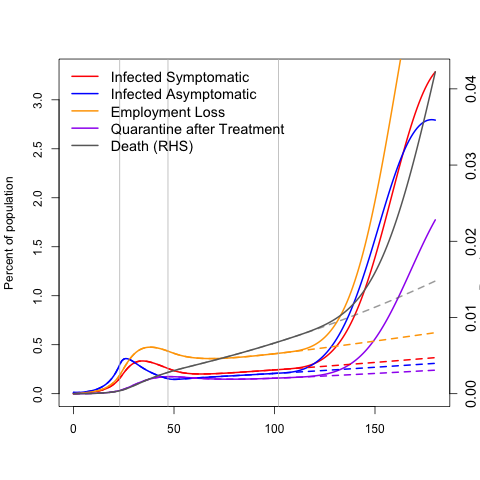 Infected Symptomatic
Infected Asymptomatic
Employment Loss
Quarantine after Treatment
Death (RHS)
Percent of population
0.0
0.5
1.0
1.5
2.0
2.5
3.0
0.00
0.01
0.02
0.03
0.04
0
50
100
150